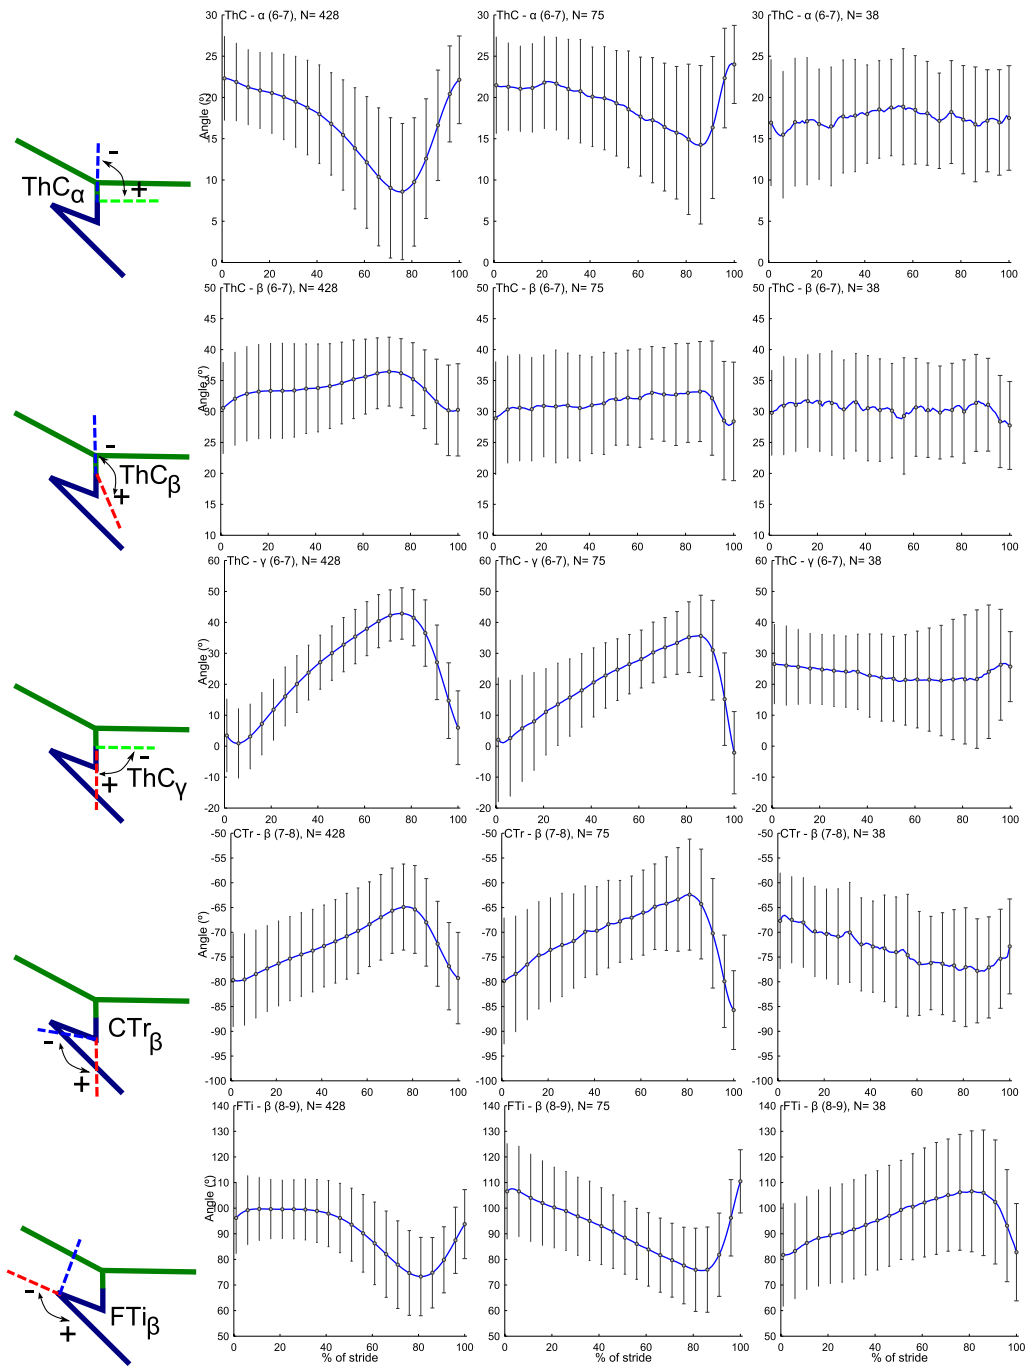 ThC - α (6-7), N= 428
ThC - α (6-7), N= 75
ThC - α (6-7), N= 38
30 25 20 15 10 5 0
Angle (º)
30 25 20 15 10 5 0
30 25 20 15 10 5 0
- + ThCα
0 20 40 60 80 100
0 20 40 60 80 100
0 20 40 60 80 100
ThC - β (6-7), N= 428
ThC - β (6-7), N= 75
ThC - β (6-7), N= 38
50 45 40 35 30 25 20 15 10
Angle (º)
50 45 40 35 30 25 20 15 10
50 45 40 35 30 25 20 15 10
- + ThCβ
0 20 40 60 80 100
0 20 40 60 80 100
0 20 40 60 80 100
ThC - γ (6-7), N= 428
ThC - γ (6-7), N= 75
ThC - γ (6-7), N= 38
60 50 40 30 20 10 0 -10 -20
Angle (º)
60 50 40 30 20 10 0 -10 -20
60 50 40 30 20 10 0 -10 -20
- + ThCγ
0 20 40 60 80 100
0 20 40 60 80 100
0 20 40 60 80 100
CTr - β (7-8), N= 428
CTr - β (7-8), N= 75
CTr - β (7-8), N= 38
-50 -55 -60 -65 -70 -75 -80 -85 -90 -95 -100
Angle (º)
-50 -55 -60 -65 -70 -75 -80 -85 -90 -95 -100
-50 -55 -60 -65 -70 -75 -80 -85 -90 -95 -100
- + CTrβ
0 20 40 60 80 100
0 20 40 60 80 100
0 20 40 60 80 100
FTi - β (8-9), N= 428
FTi - β (8-9), N= 75
FTi - β (8-9), N= 38
140 130 120 110 100 90 80 70 60 50
Angle (º)
140 130 120 110 100 90 80 70 60 50
140 130 120 110 100 90 80 70 60 50
- + FTiβ
0 20 40 60 80 100
0 20 40 60 80 100
0 20 40 60 80 100
% of stride
% of stride
% of stride